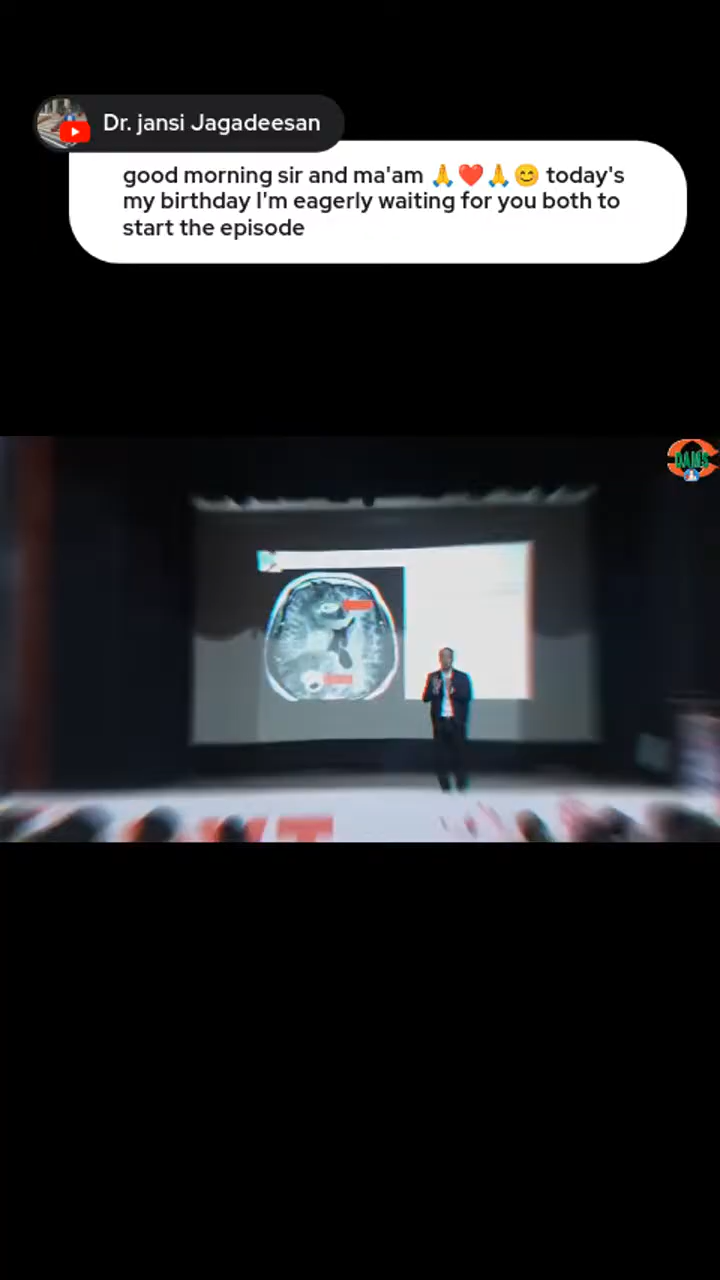 Dr. jansi Jagadeesan
good morning sir and ma'am 🙏❤️🙏😊 today's
my birthday I'm eagerly waiting for you both to
start the episode
DAMS